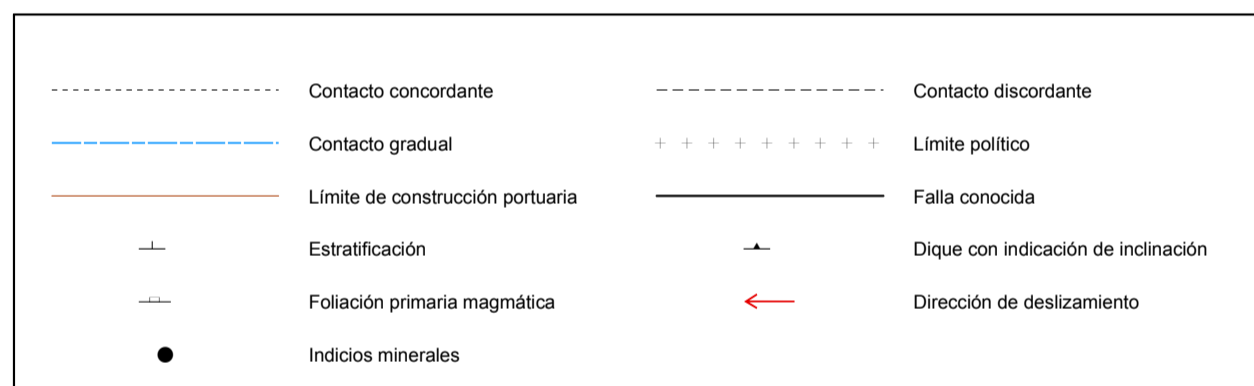 Contacto concordante
Contacto discordante
Contacto gradual
Límite político
Límite de construcción portuaria
Falla conocida
Estratificación
Dique con indicación de inclinación
Foliación primaria magmática
Dirección de deslizamiento
Indicios minerales